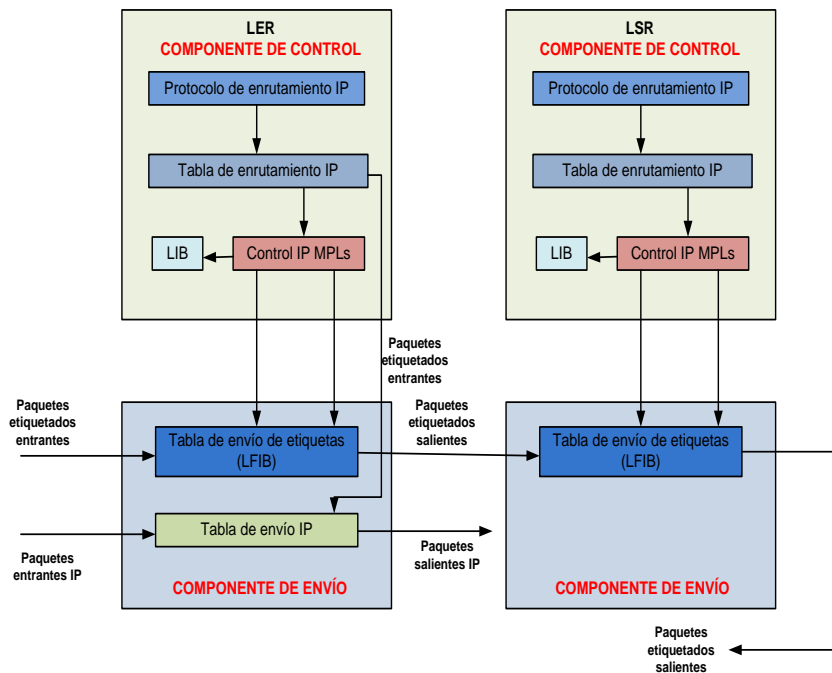 LER
COMPONENTE DE CONTROL
Protocolo de enrutamiento IP
Tabla de enrutamiento IP
LIB
Control IP MPLs
LSR
COMPONENTE DE CONTROL
Protocolo de enrutamiento IP
Tabla de enrutamiento IP
LIB
Control IP MPLs
Paquetes
etiquetados
entrantes
Paquetes
etiquetados
entrantes
Tabla de envío de etiquetas
(LFIB)
Paquetes
etiquetados
salientes
Tabla de envío de etiquetas
(LFIB)
Paquetes
entrantes IP
Tabla de envío IP
Paquetes
salientes IP
COMPONENTE DE ENVÍO
COMPONENTE DE ENVÍO
Paquetes
etiquetados
salientes